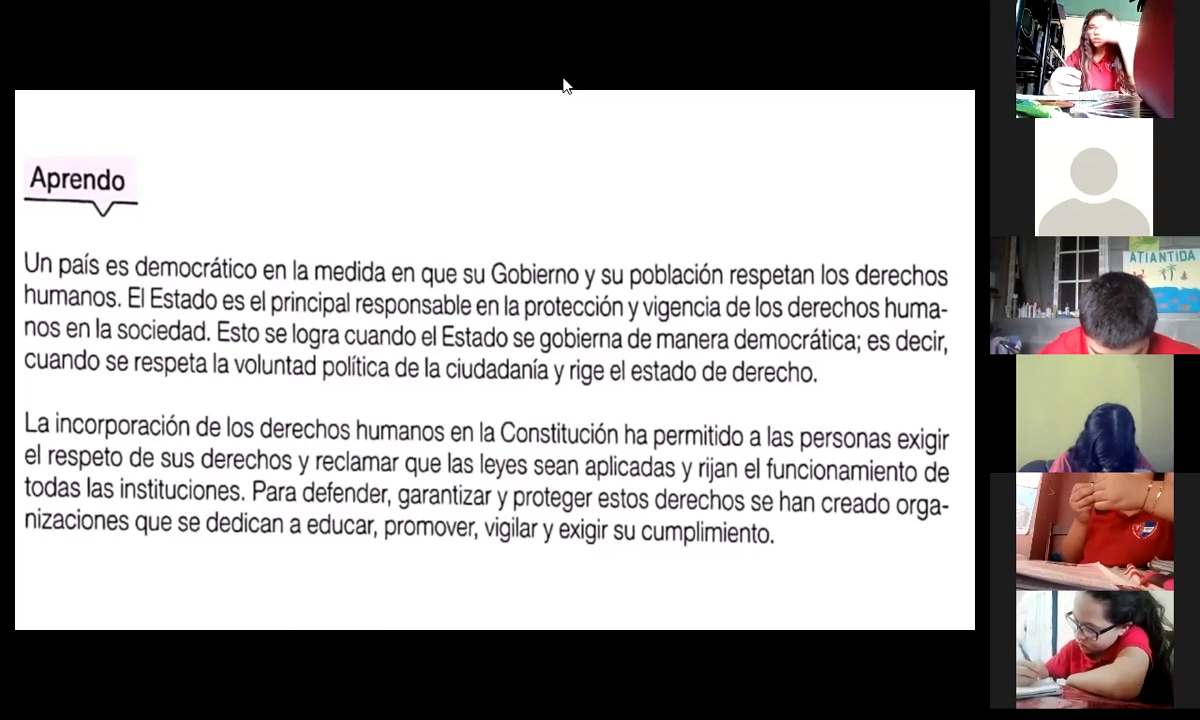 Aprendo
Un país es democrático en la medida en que su Gobierno y su población respetan los derechos
humanos. El Estado es el principal responsable en la protección y vigencia de los derechos huma-
nos en la sociedad. Esto se logra cuando el Estado se gobierna de manera democrática; es decir,
cuando se respeta la voluntad política de la ciudadanía y rige el estado de derecho.
La incorporación de los derechos humanos en la Constitución ha permitido a las personas exigir
el respeto de sus derechos y reclamar que las leyes sean aplicadas y rijan el funcionamiento de
todas las instituciones. Para defender, garantizar y proteger estos derechos se han creado orga-
nizaciones que se dedican a educar, promover, vigilar y exigir su cumplimiento.
ATLANTIDA